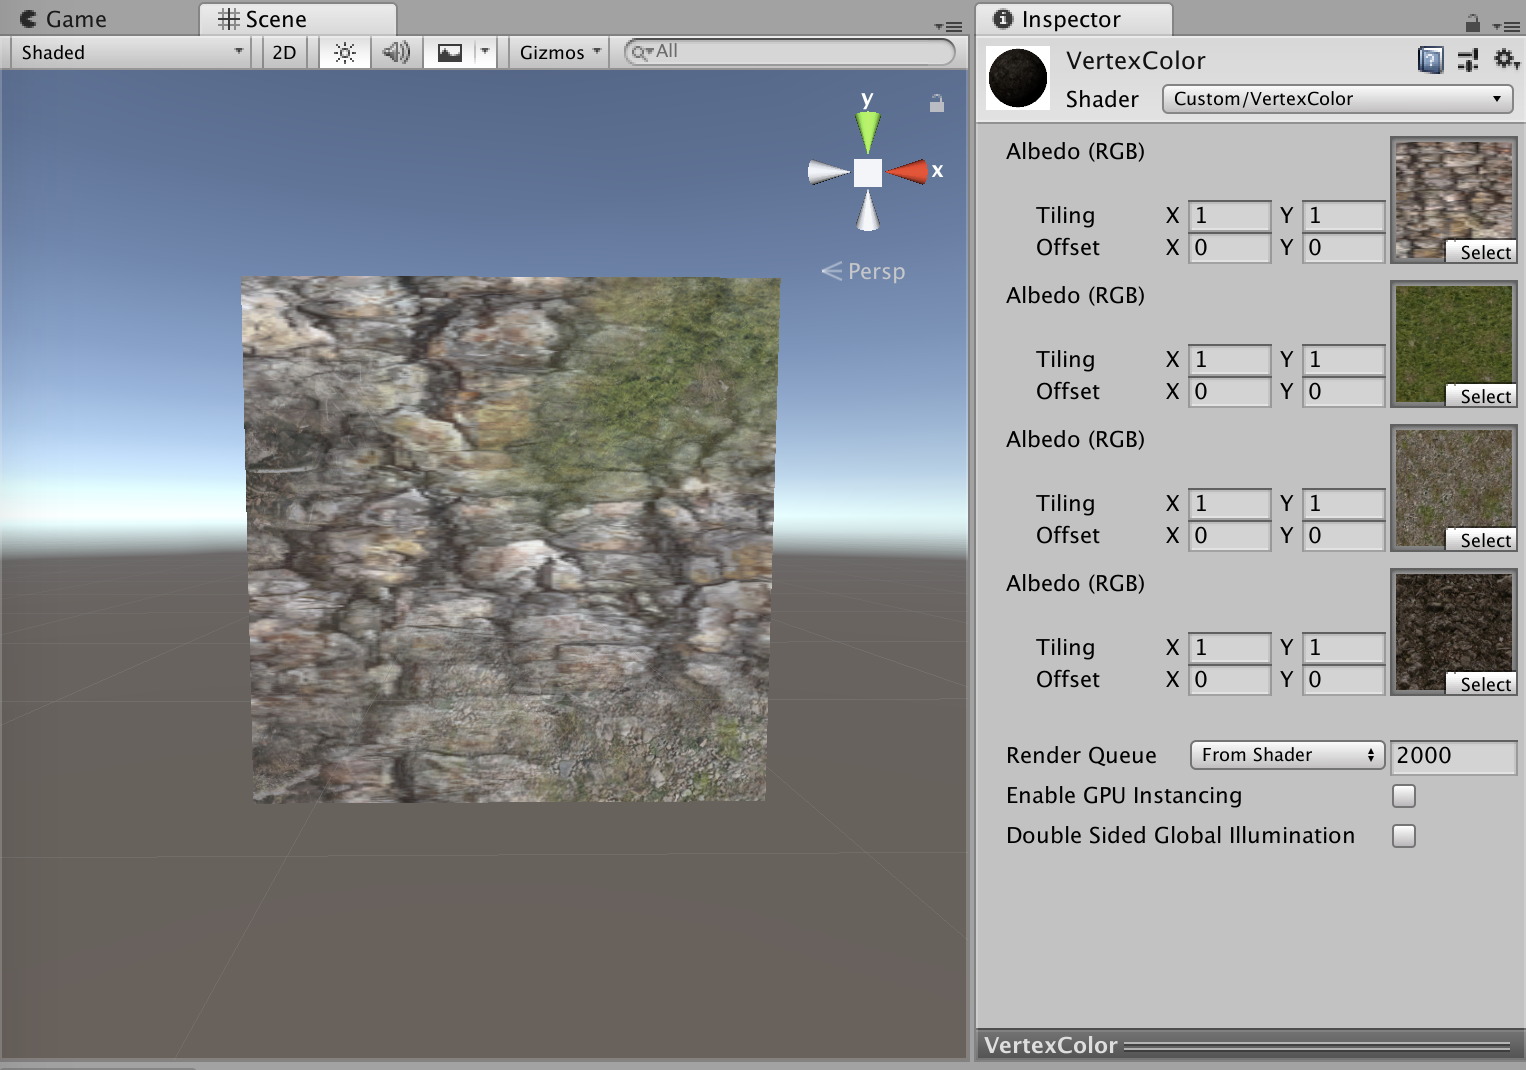 Game
Scene
Shaded
2D
Gizmos
All
y
x
Persp
Inspector
VertexColor
Shader
Custom/VertexColor
Albedo (RGB)
Tiling X 1 Y 1
Offset X 0 Y 0
Select
Albedo (RGB)
Tiling X 1 Y 1
Offset X 0 Y 0
Select
Albedo (RGB)
Tiling X 1 Y 1
Offset X 0 Y 0
Select
Albedo (RGB)
Tiling X 1 Y 1
Offset X 0 Y 0
Select
Render Queue From Shader 2000
Enable GPU Instancing
Double Sided Global Illumination
VertexColor